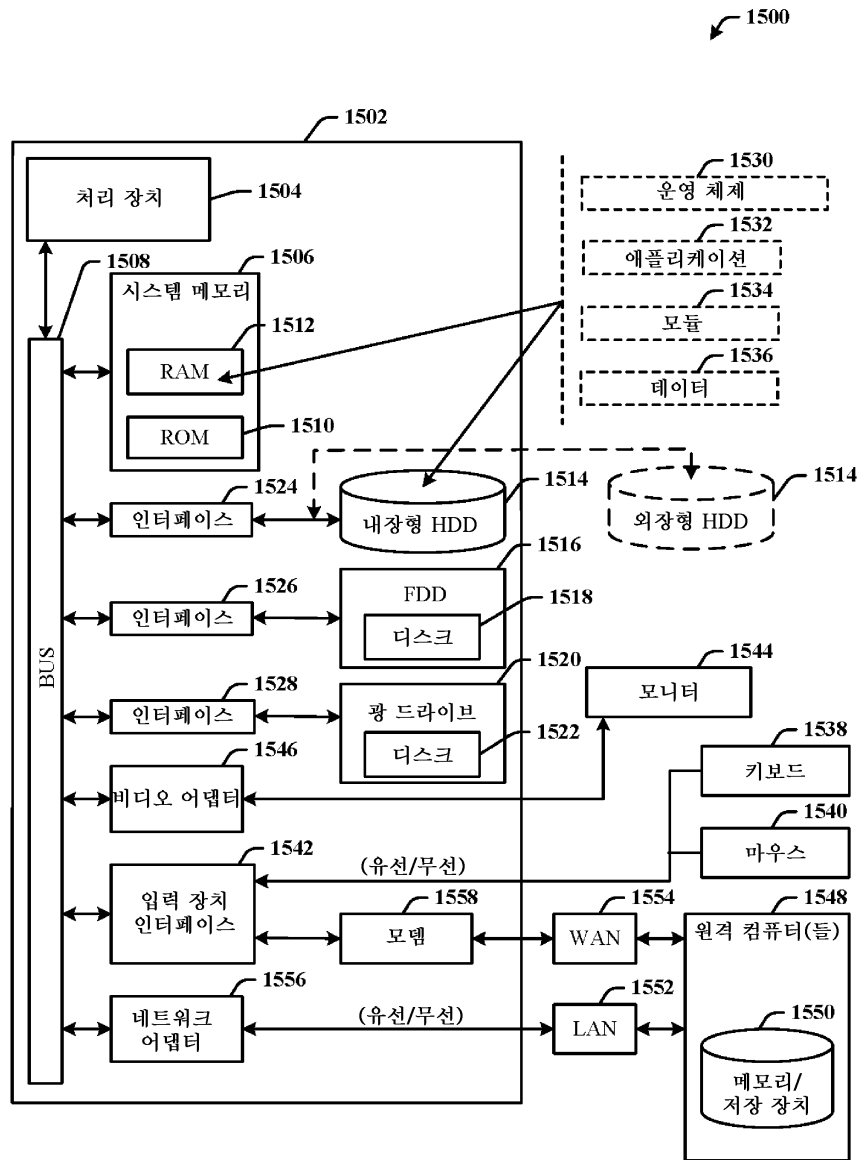 1500
1502
처리 장치
1504
1530
운영 체제
1532
애플리케이션
1534
모듈
1536
데이터
1508
1506
시스템 메모리
1512
RAM
ROM
1510
1524
인터페이스
내장형 HDD
1514
외장형 HDD
1514
1516
FDD
1526
인터페이스
디스크
1518
1520
광 드라이브
1528
인터페이스
디스크
1522
1544
모니터
BUS
1546
비디오 어댑터
1538
키보드
1540
마우스
1542
입력 장치
인터페이스
(유선/무선)
1558
모뎀
1554
WAN
1548
원격 컴퓨터(들)
1556
네트워크
어댑터
(유선/무선)
1552
LAN
1550
메모리/
저장 장치